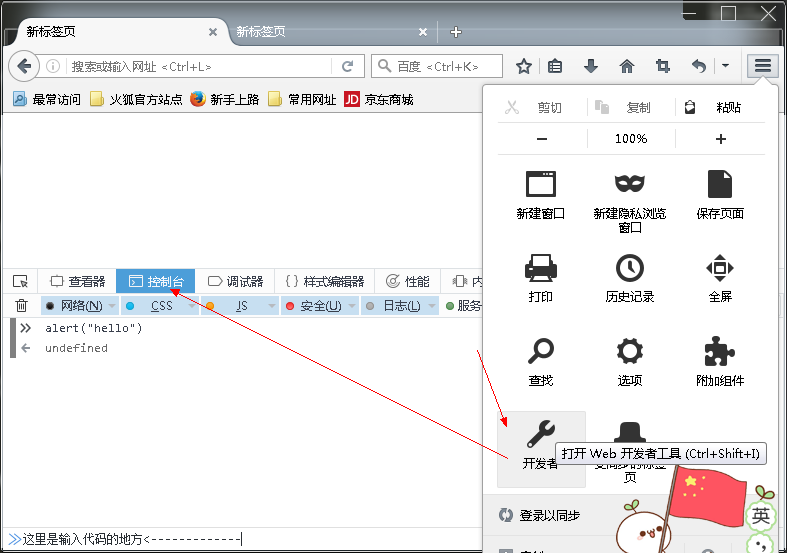 新标签页
新标签页
搜索或输入网址 <Ctrl+L>
百度 <Ctrl+K>
最常访问 火狐官方站点 新手上路 常用网址 JD 京东商城
剪切 复制 粘贴
100%
新建窗口 新建隐私浏览窗口 保存页面
打印 历史记录 全屏
查找 选项 附加组件
开发者
打开 Web 开发者工具 (Ctrl+Shift+I)
页
登录以同步
英
查看器 控制台 调试器 样式编辑器 性能 内
网络(N) CSS JS 安全(U) 日志(L) 服务
alert("hello")
undefined
这里是输入代码的地方<-------------